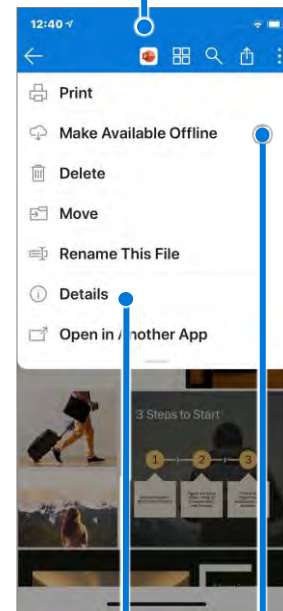 12:40
Print
Make Available Offline
Delete
Move
Rename This File
Details
Open in Another App
3 Steps to Start
1
2
3